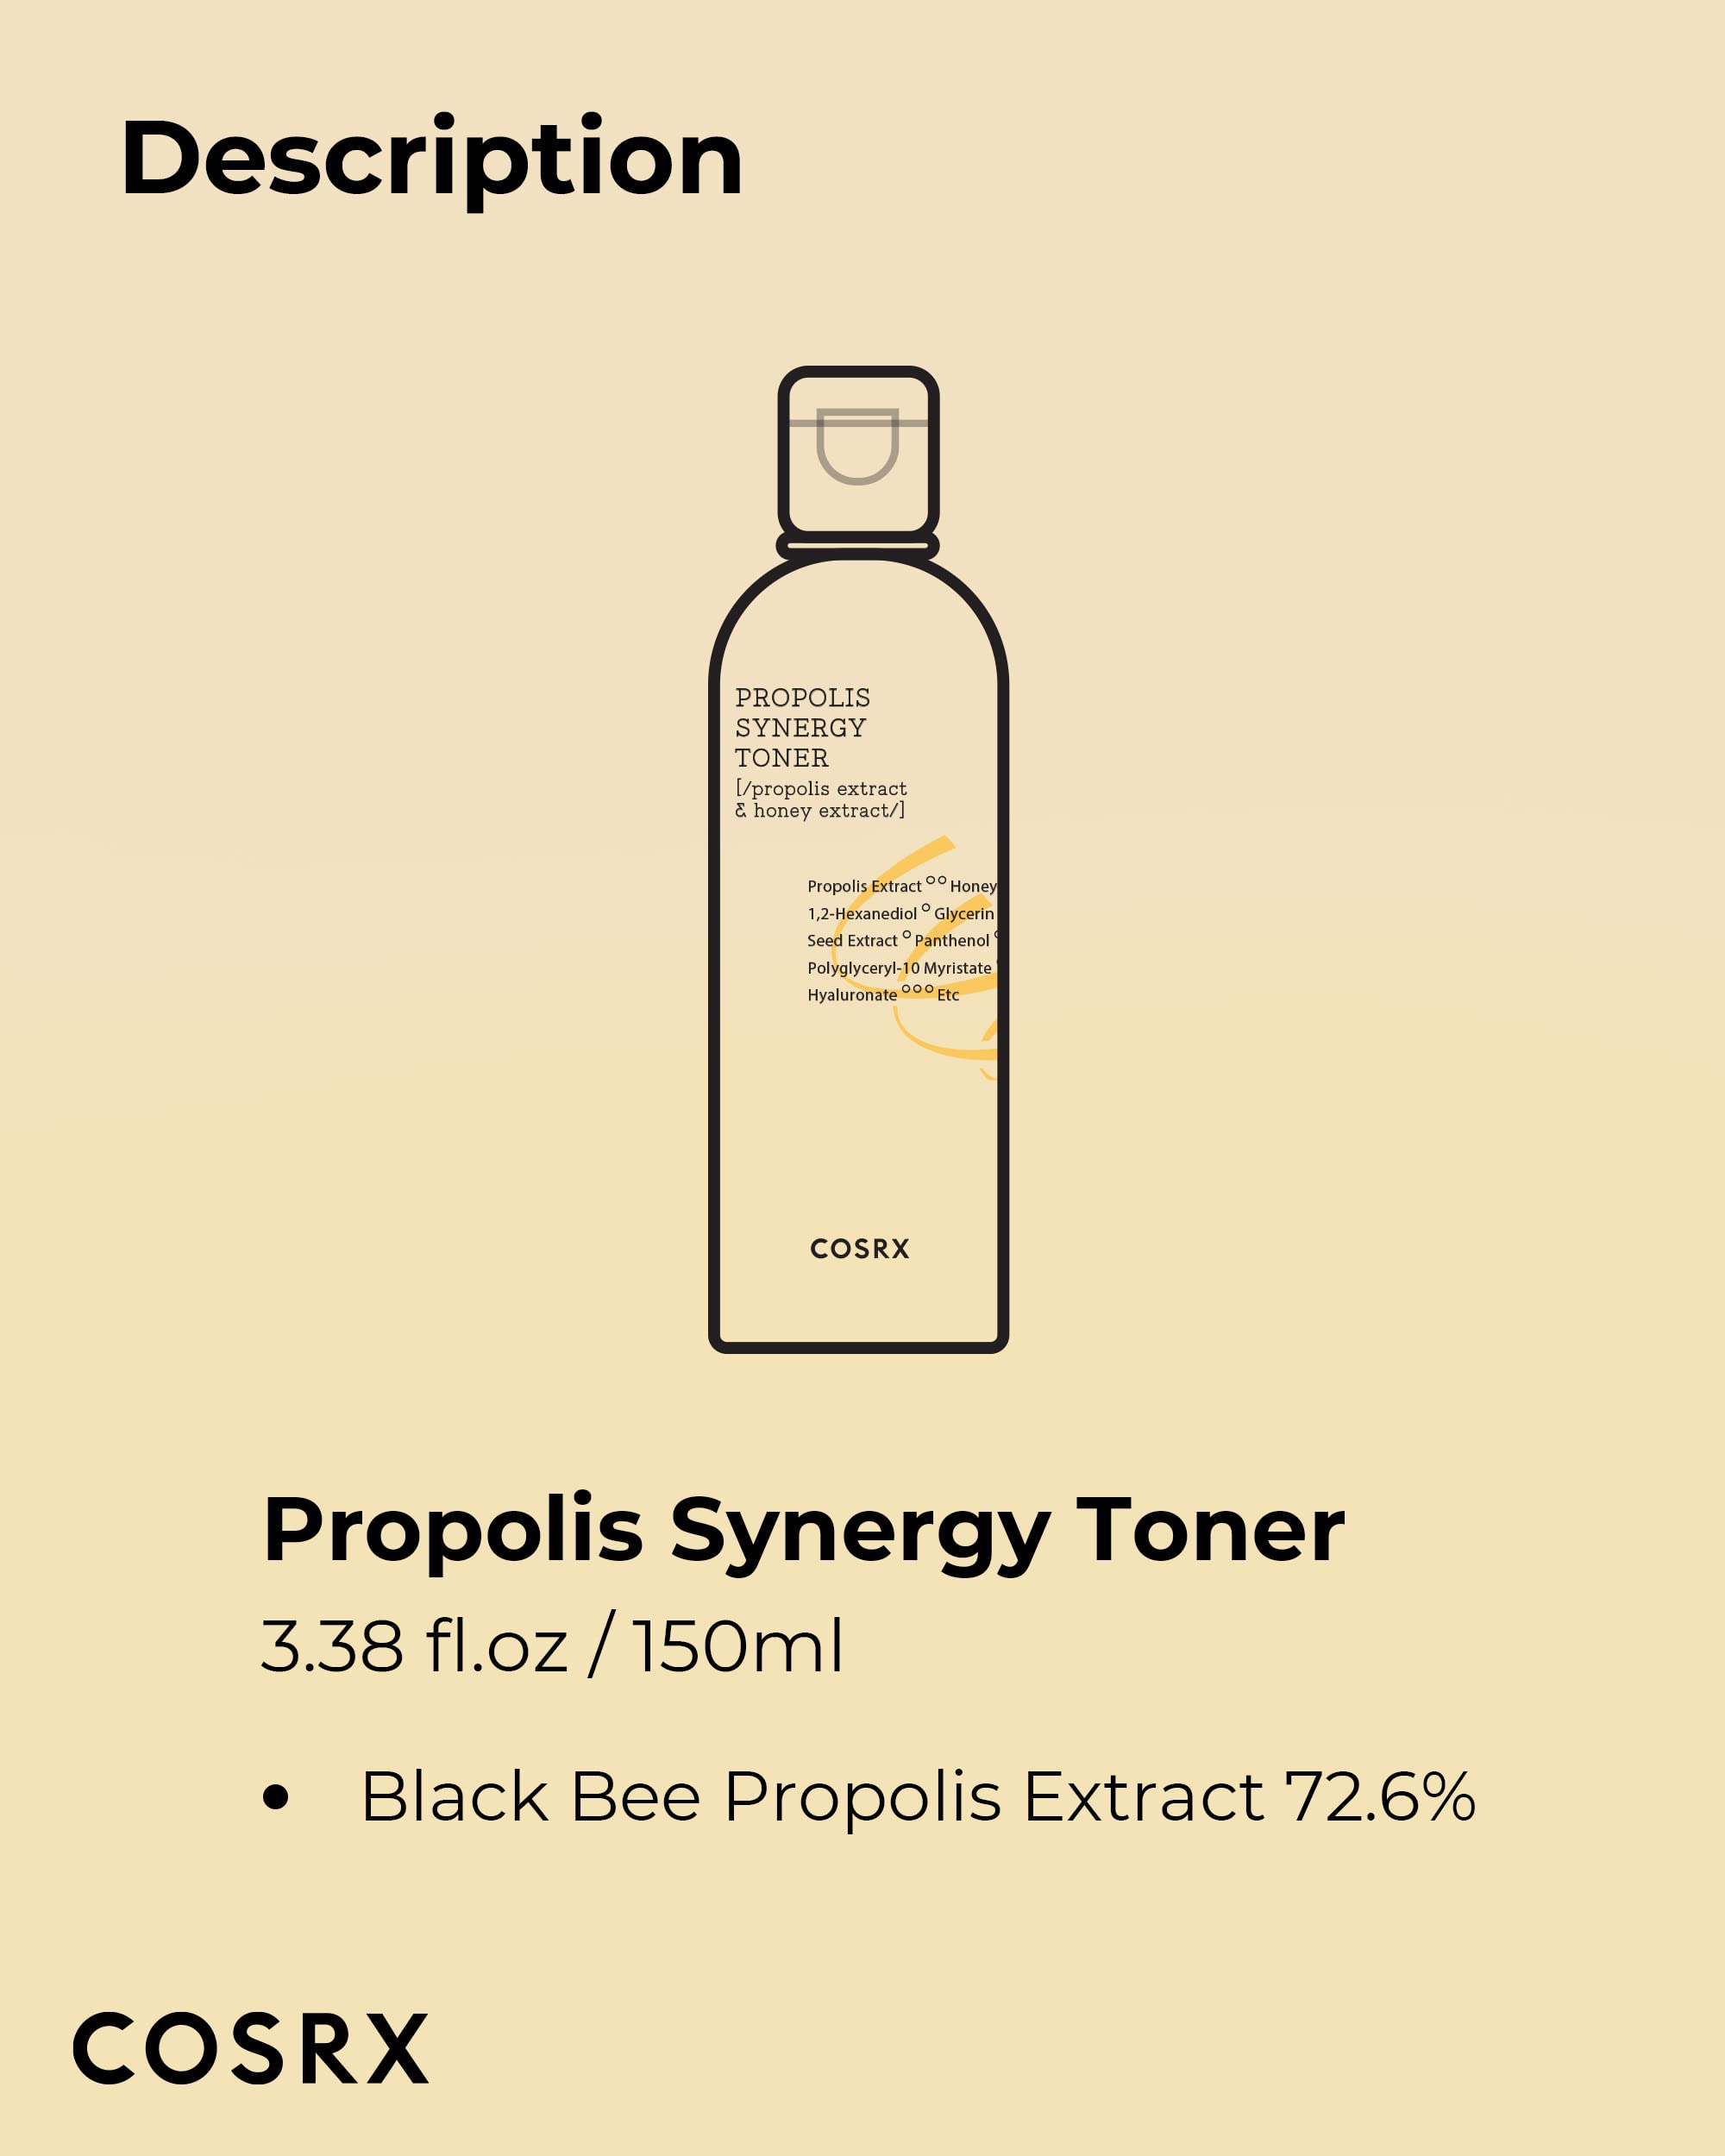 Description
PROPOLIS
SYNERGY
TONER
[/propolis extract
& honey extract/]
Propolis Extract °° Honey
1,2-Hexanediol ° Glycerin
Seed Extract ° Panthenol °
Polyglyceryl-10 Myristate
Hyaluronate °°° Etc
COSRX
Propolis Synergy Toner
3.38 fl.oz / 150ml
• Black Bee Propolis Extract 72.6%
COSRX